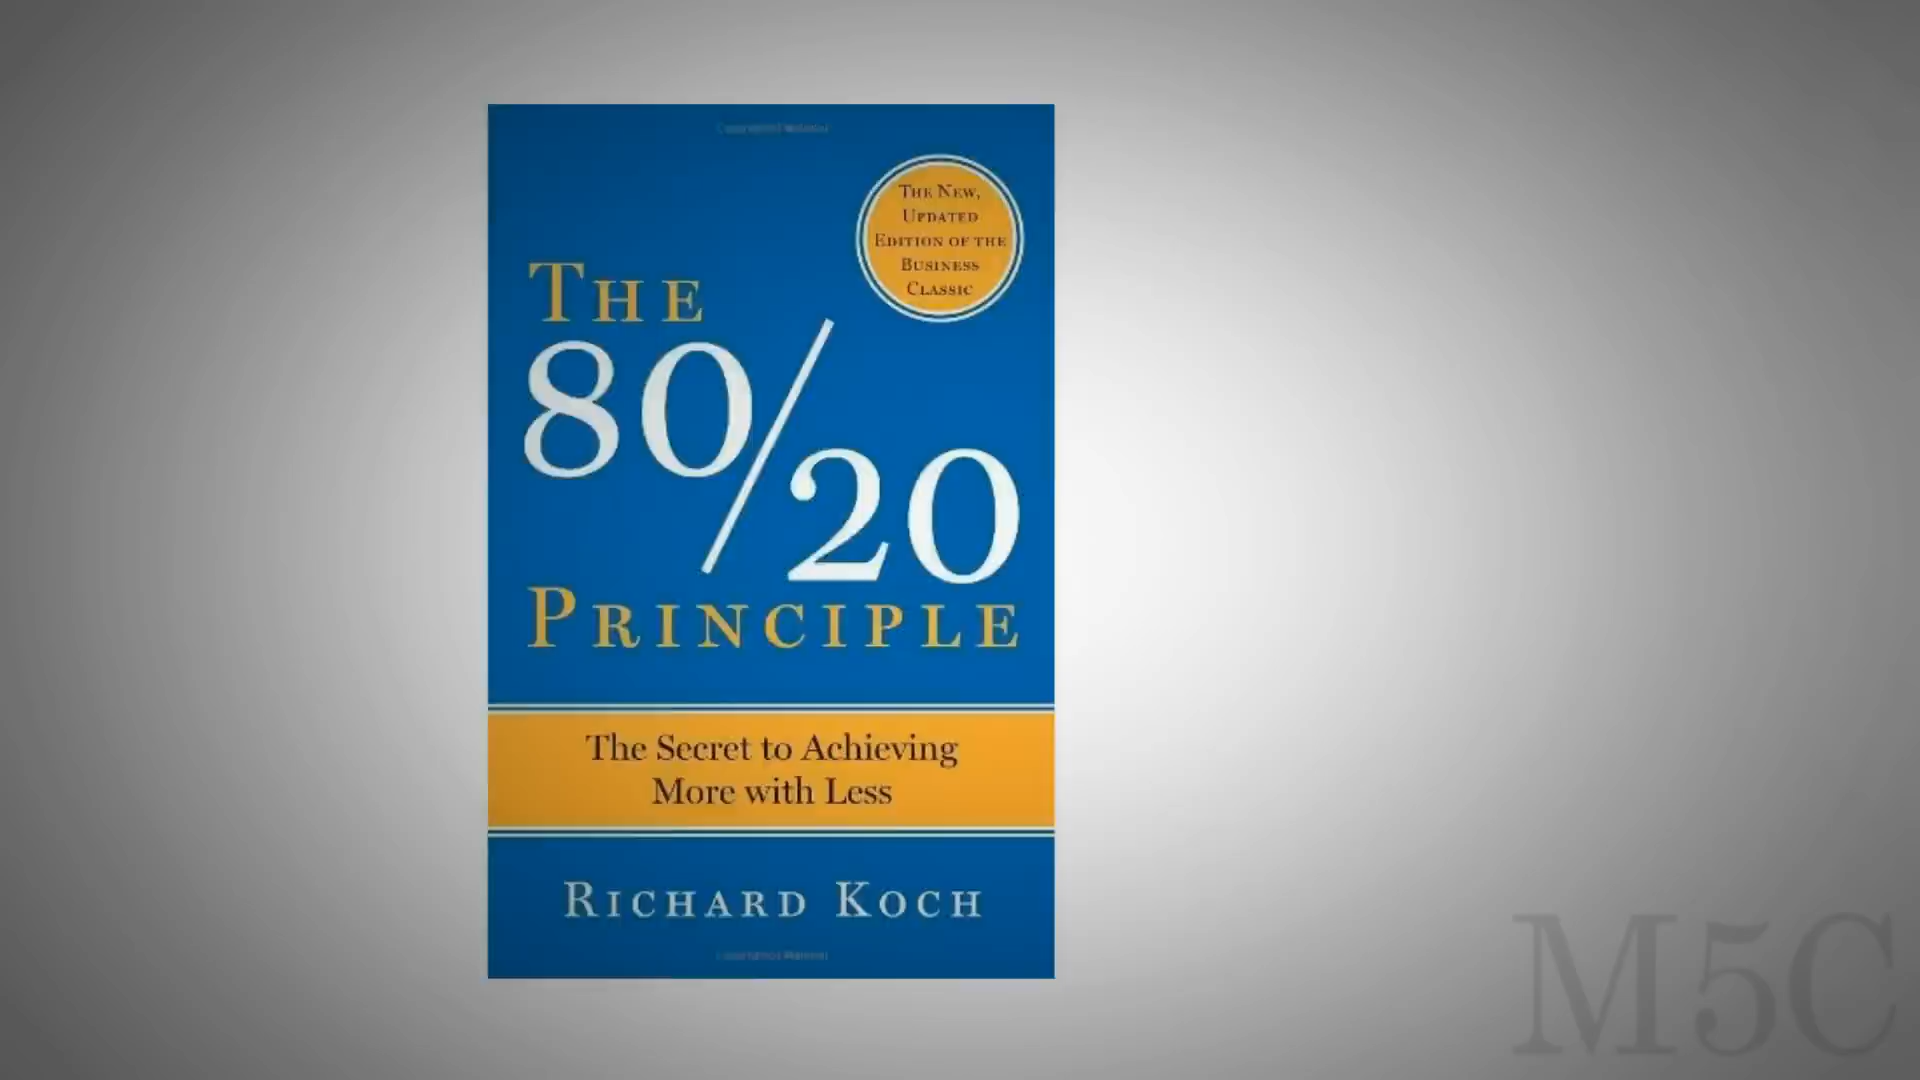 The New,
Updated
Edition of the
Business
Classic
The
80/20
Principle
The Secret to Achieving
More with Less
Richard Koch
M5C